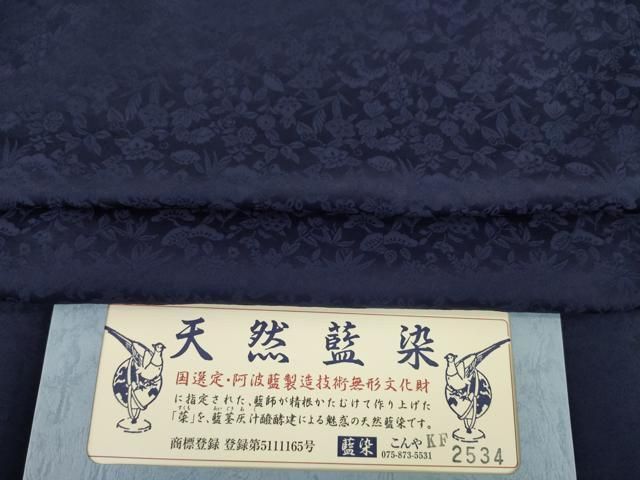 天然藍染
国選定・阿波藍製造技術無形文化財
に指定された、藍師が精根かたむけて作り上げた
「蒅」を、藍茎灰汁醗酵建による魅惑の天然藍染です。
商標登録 登録第5111165号
藍染 こんや KF
075-873-5531
2534